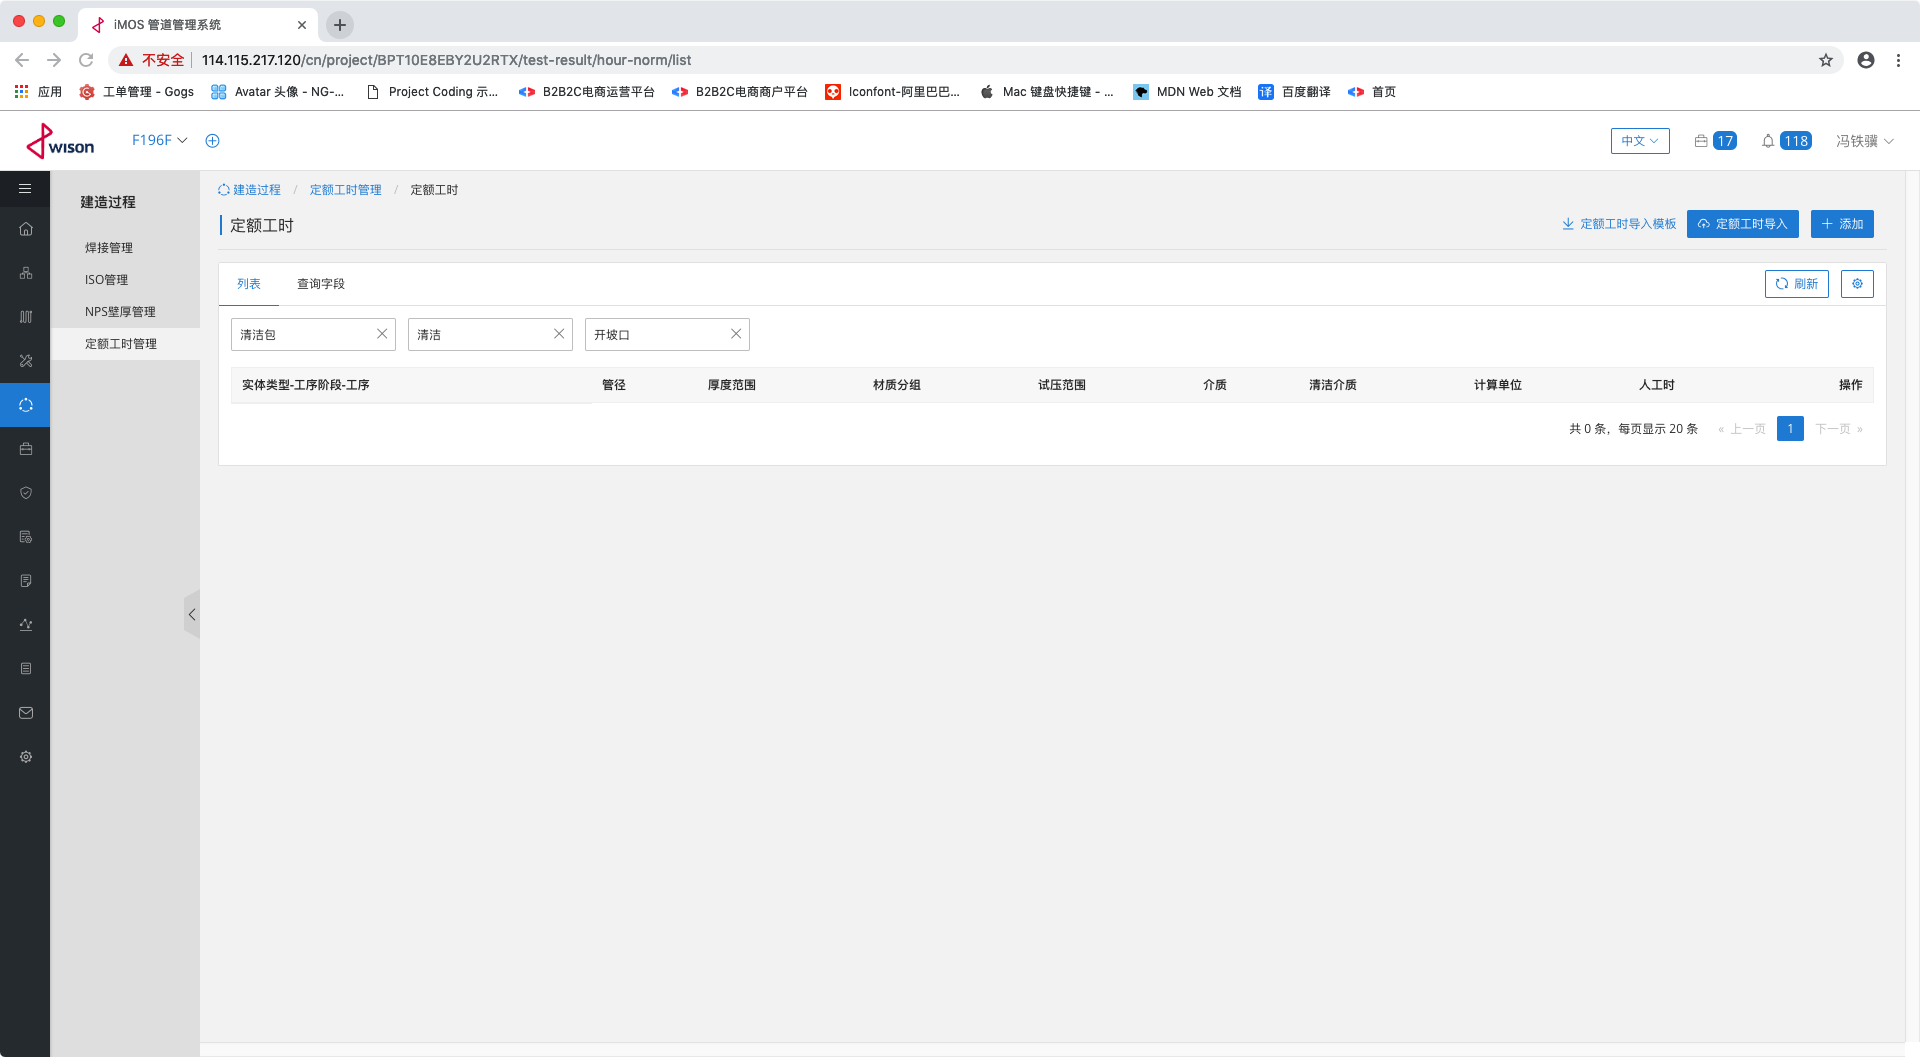 iMOS 管道管理系统
不安全 114.115.217.120/cn/project/BPT10E8EBY2U2RTX/test-result/hour-norm/list
应用 工单管理 - Gogs Avatar 头像 - NG-... Project Coding 示... B2B2C电商运营平台 B2B2C电商商户平台 Iconfont-阿里巴巴... Mac 键盘快捷键 - ... MDN Web 文档 译 百度翻译 首页
wison F196F 中文 17 118 冯铁骥
建造过程
焊接管理
ISO管理
NPS壁厚管理
定额工时管理
建造过程 / 定额工时管理 / 定额工时
定额工时 定额工时导入模板 定额工时导入 添加
列表 查询字段 刷新
清洁包 清洁 开坡口
实体类型-工序阶段-工序 管径 厚度范围 材质分组 试压范围 介质 清洁介质 计算单位 人工时 操作
共 0 条，每页显示 20 条 « 上一页 1 下一页 »